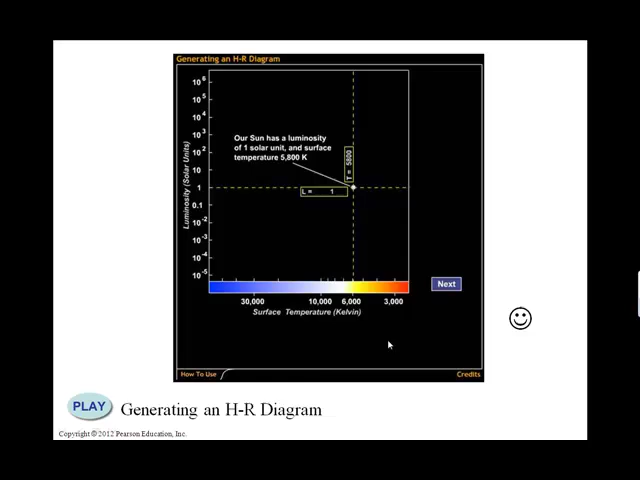 Generating an H-R Diagram
10⁶
10⁵
10⁴
10³
Our Sun has a luminosity
of 1 solar unit, and surface
temperature 5,800 K
10²
10
1
0.1
10⁻²
10⁻³
10⁻⁴
10⁻⁵
Luminosity (Solar Units)
T = 5800
L = 1
30,000 10,000 6,000 3,000
Surface Temperature (Kelvin)
Next
How To Use
Credits
PLAY
Generating an H-R Diagram
Copyright © 2012 Pearson Education, Inc.